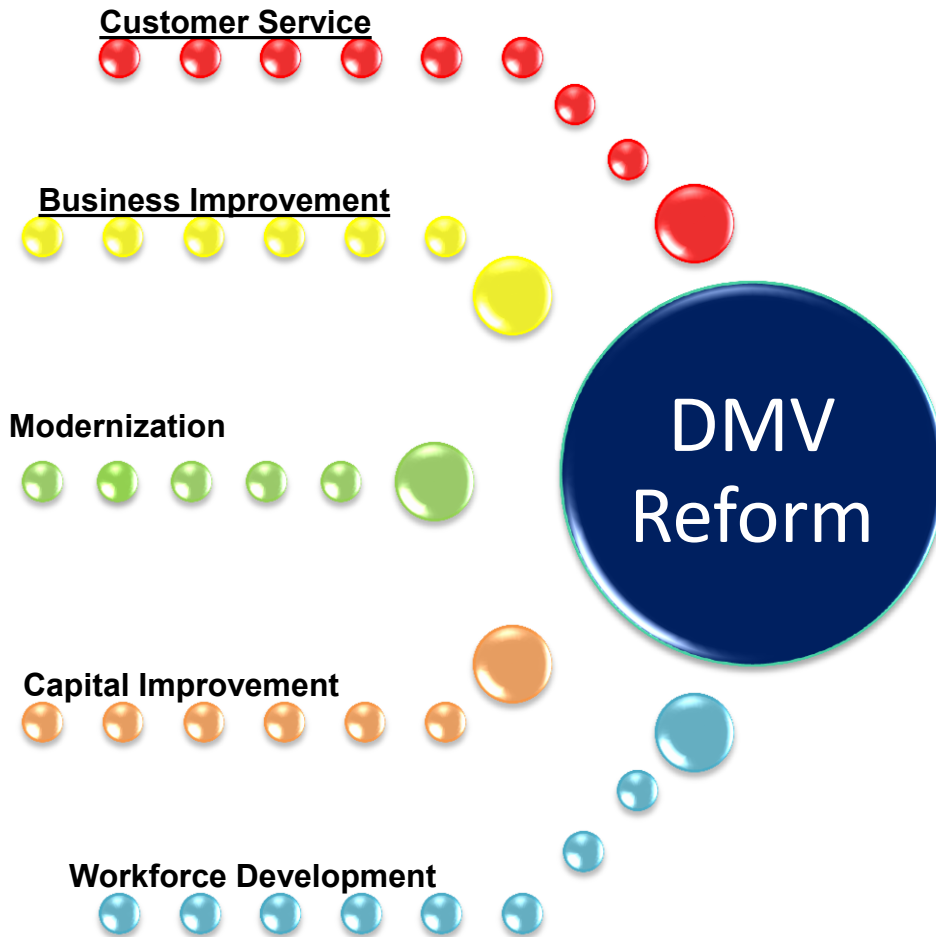 Customer Service
Business Improvement
Modernization
DMV
Reform
Capital Improvement
Workforce Development